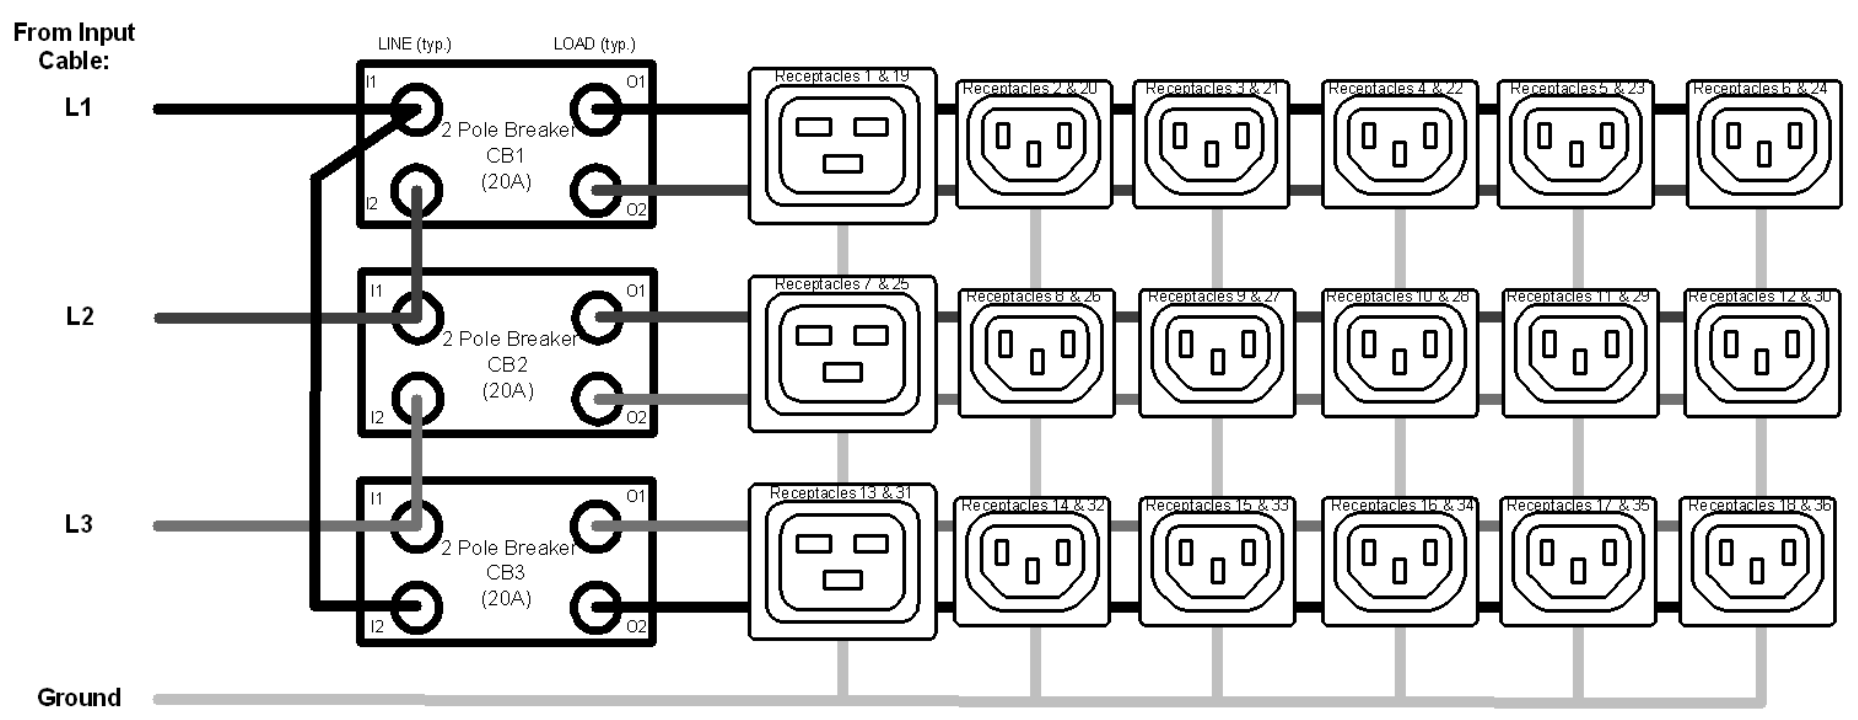 From Input
Cable:
LINE (typ.)
LOAD (typ.)
L1
I1
O1
2 Pole Breaker
CB1
(20A)
I2
O2
Receptacles 1 & 19
Receptacles 2 & 20
Receptacles 3 & 21
Receptacles 4 & 22
Receptacles 5 & 23
Receptacles 6 & 24
L2
I1
O1
2 Pole Breaker
CB2
(20A)
I2
O2
Receptacles 7 & 25
Receptacles 8 & 26
Receptacles 9 & 27
Receptacles 10 & 28
Receptacles 11 & 29
Receptacles 12 & 30
L3
I1
O1
2 Pole Breaker
CB3
(20A)
I2
O2
Receptacles 13 & 31
Receptacles 14 & 32
Receptacles 15 & 33
Receptacles 16 & 34
Receptacles 17 & 35
Receptacles 18 & 36
Ground